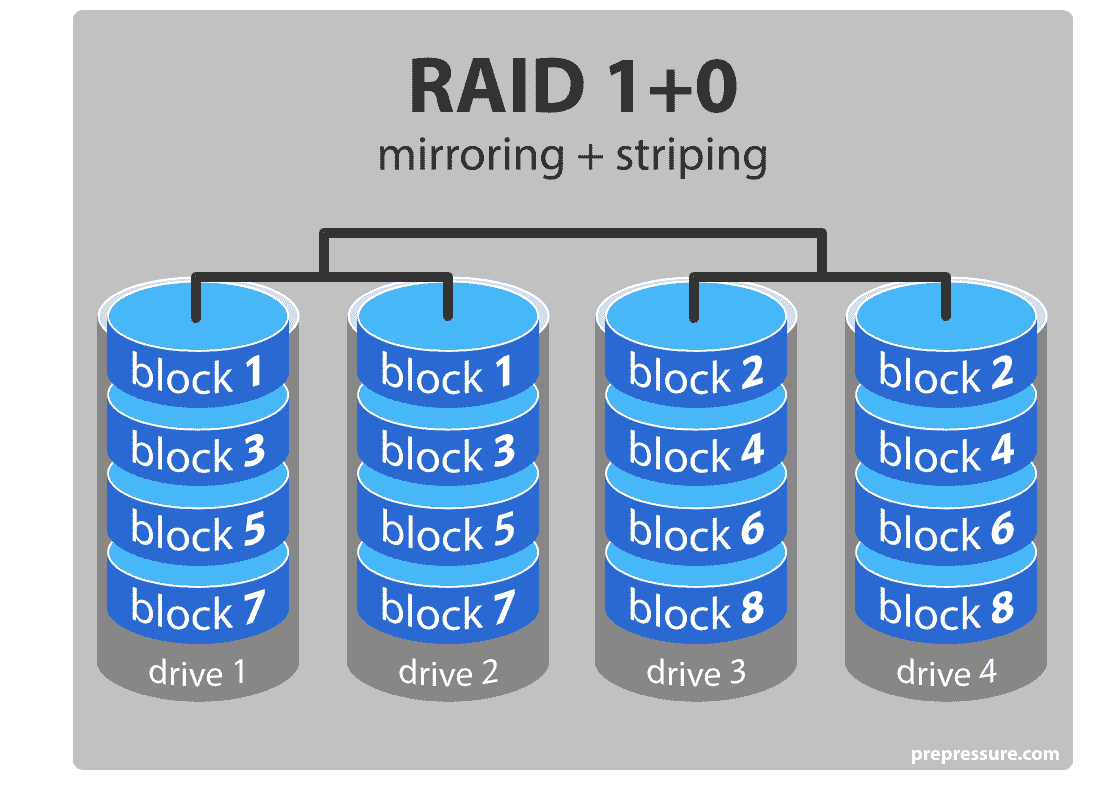 RAID 1+0
mirroring + striping
block 1
block 3
block 5
block 7
drive 1
block 1
block 3
block 5
block 7
drive 2
block 2
block 4
block 6
block 8
drive 3
block 2
block 4
block 6
block 8
drive 4
prepressure.com